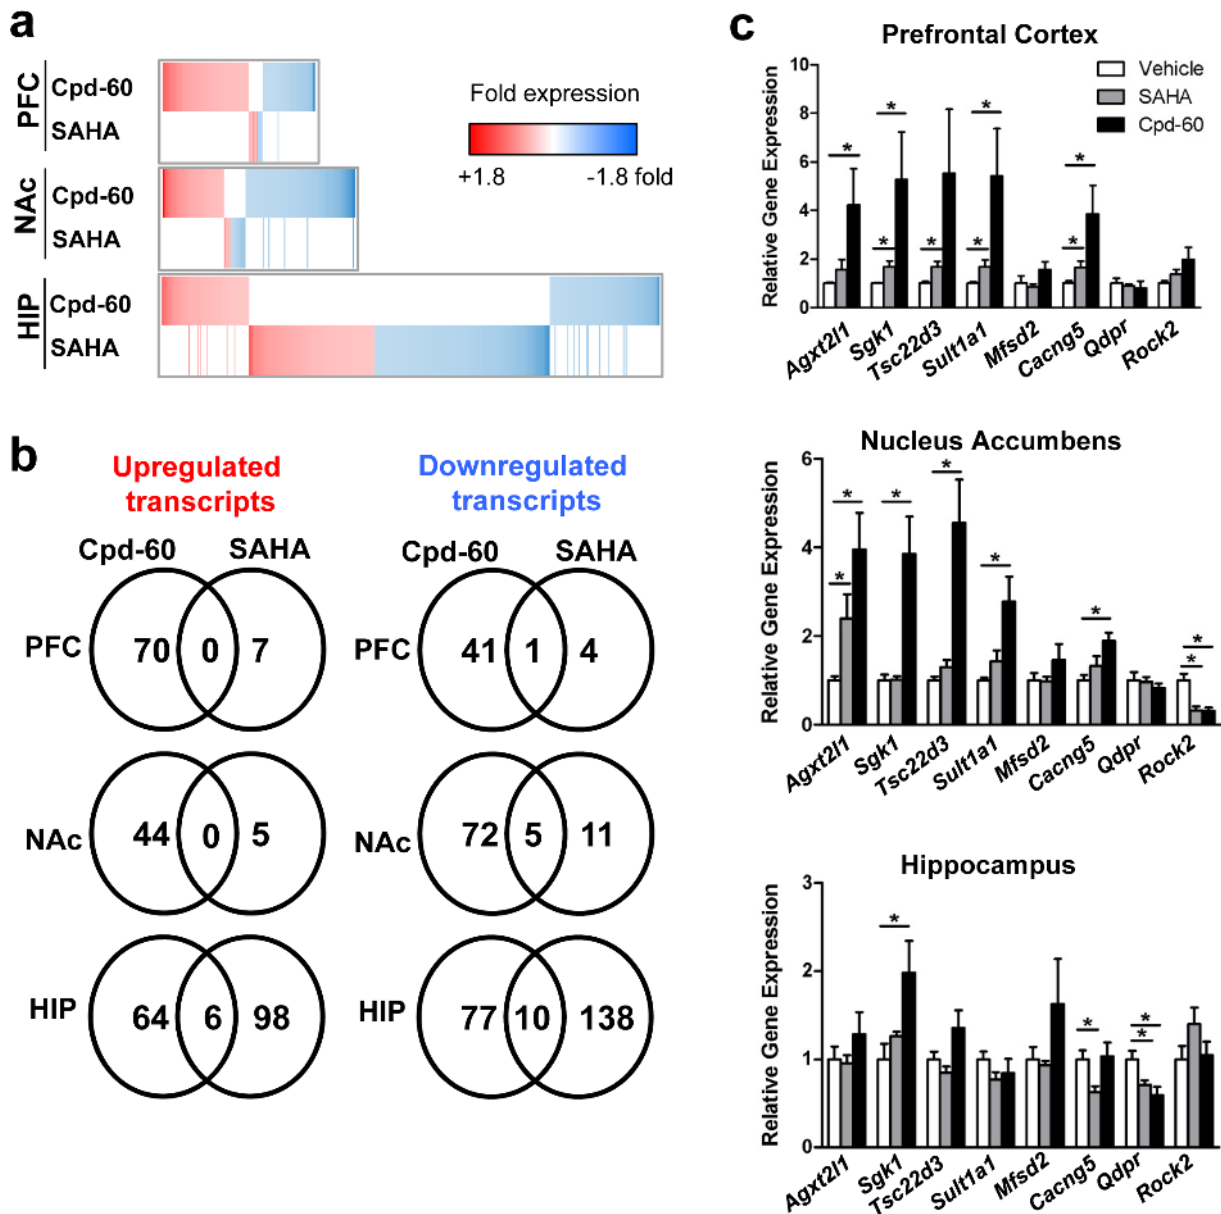 a
PFC
Cpd-60
SAHA
NAc
Cpd-60
SAHA
HIP
Cpd-60
SAHA
Fold expression
+1.8
-1.8 fold
b
Upregulated
transcripts
Downregulated
transcripts
Cpd-60 SAHA
Cpd-60 SAHA
PFC 70 0 7
PFC 41 1 4
NAc 44 0 5
NAc 72 5 11
HIP 64 6 98
HIP 77 10 138
c
Prefrontal Cortex
Vehicle
SAHA
Cpd-60
Relative Gene Expression
10
8
6
4
2
0
* * * * * * * * *
Agxt2l1 Sgk1 Tsc22d3 Sult1a1 Mfsd2 Cacng5 Qdpr Rock2
Nucleus Accumbens
Relative Gene Expression
6
4
2
0
* * * * * * * *
Agxt2l1 Sgk1 Tsc22d3 Sult1a1 Mfsd2 Cacng5 Qdpr Rock2
Hippocampus
Relative Gene Expression
3
2
1
0
* * * *
Agxt2l1 Sgk1 Tsc22d3 Sult1a1 Mfsd2 Cacng5 Qdpr Rock2